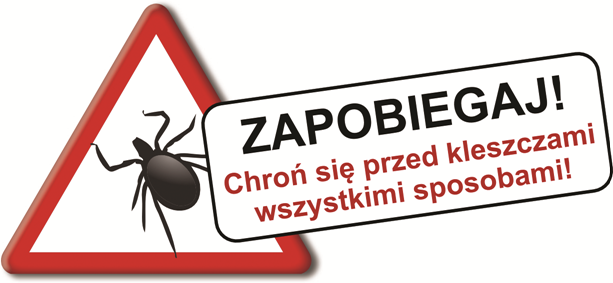 ZAPOBIEGAJ!
Chroń się przed kleszczami
wszystkimi sposobami!